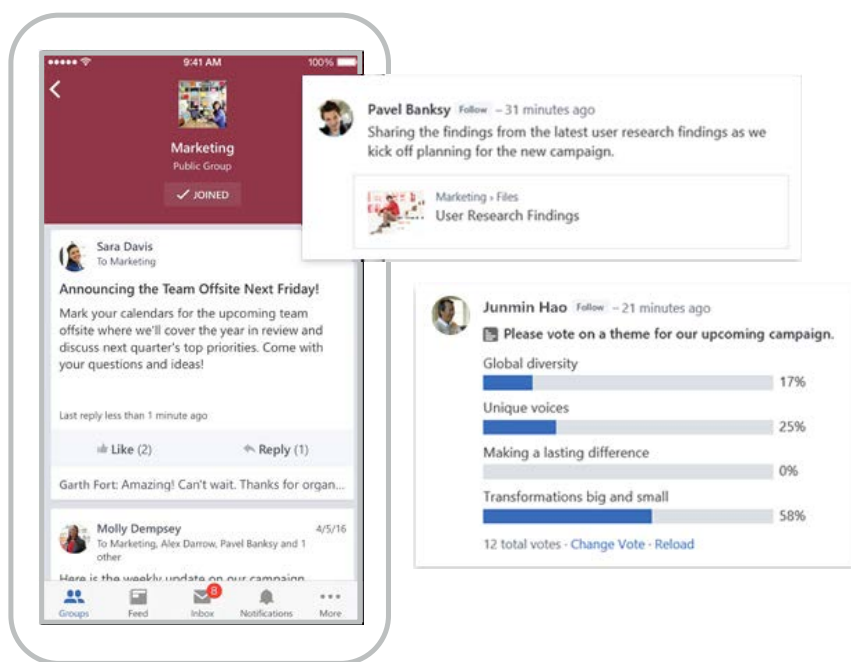 9:41 AM
100%
Marketing
Public Group
JOINED
Sara Davis
To Marketing
Announcing the Team Offsite Next Friday!
Mark your calendars for the upcoming team
offsite where we'll cover the year in review and
discuss next quarter's top priorities. Come with
your questions and ideas!
Last reply less than 1 minute ago
Like (2)
Reply (1)
Garth Fort: Amazing! Can't wait. Thanks for organ...
Molly Dempsey
4/5/16
To Marketing, Alex Darrow, Pavel Banksy and 1
other
Here is the weekly update on our campaign
8
Groups
Feed
Inbox
Notifications
More
Pavel Banksy Follow – 31 minutes ago
Sharing the findings from the latest user research findings as we
kick off planning for the new campaign.
Marketing › Files
User Research Findings
Junmin Hao Follow – 21 minutes ago
Please vote on a theme for our upcoming campaign.
Global diversity
17%
Unique voices
25%
Making a lasting difference
0%
Transformations big and small
58%
12 total votes · Change Vote · Reload